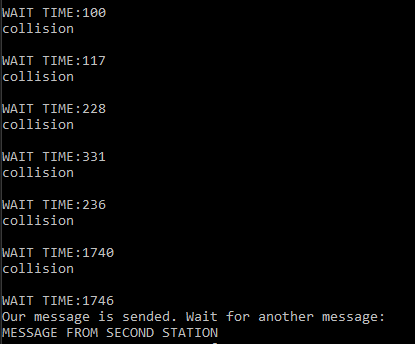 WAIT TIME:100
collision
WAIT TIME:117
collision
WAIT TIME:228
collision
WAIT TIME:331
collision
WAIT TIME:236
collision
WAIT TIME:1740
collision
WAIT TIME:1746
Our message is sended. Wait for another message:
MESSAGE FROM SECOND STATION